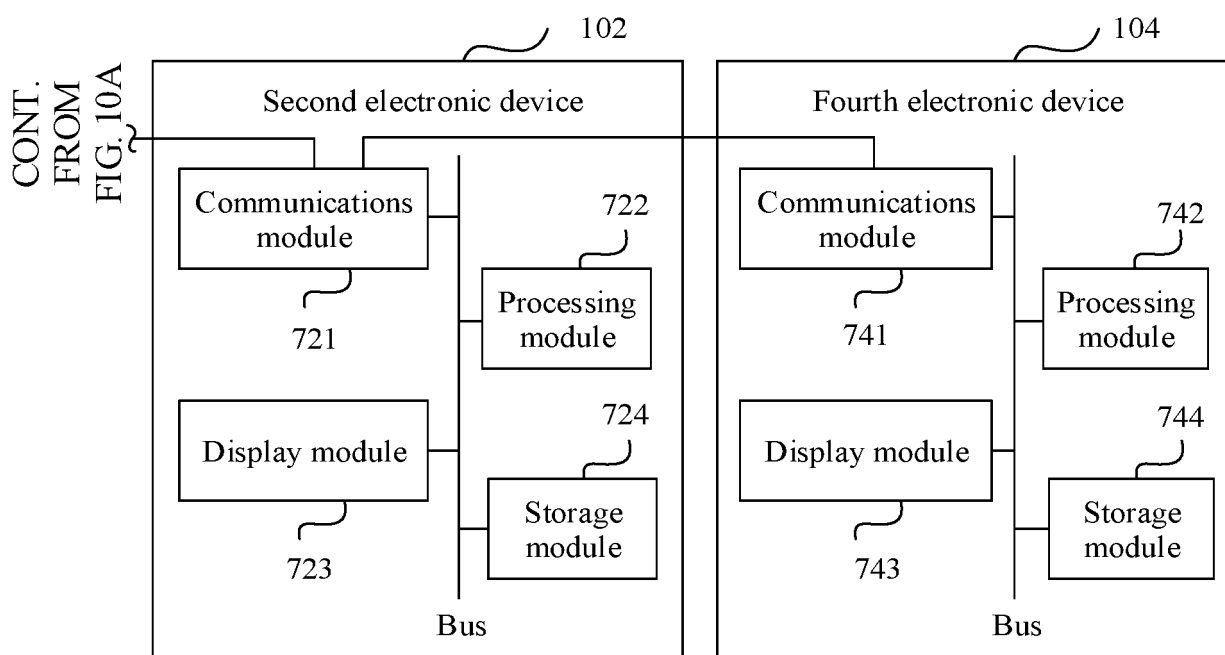 CONT.
FROM
FIG. 10A
102
104
Second electronic device
Fourth electronic device
Communications
module
721
722
Processing
module
Display module
723
724
Storage
module
Bus
Communications
module
741
742
Processing
module
Display module
743
744
Storage
module
Bus